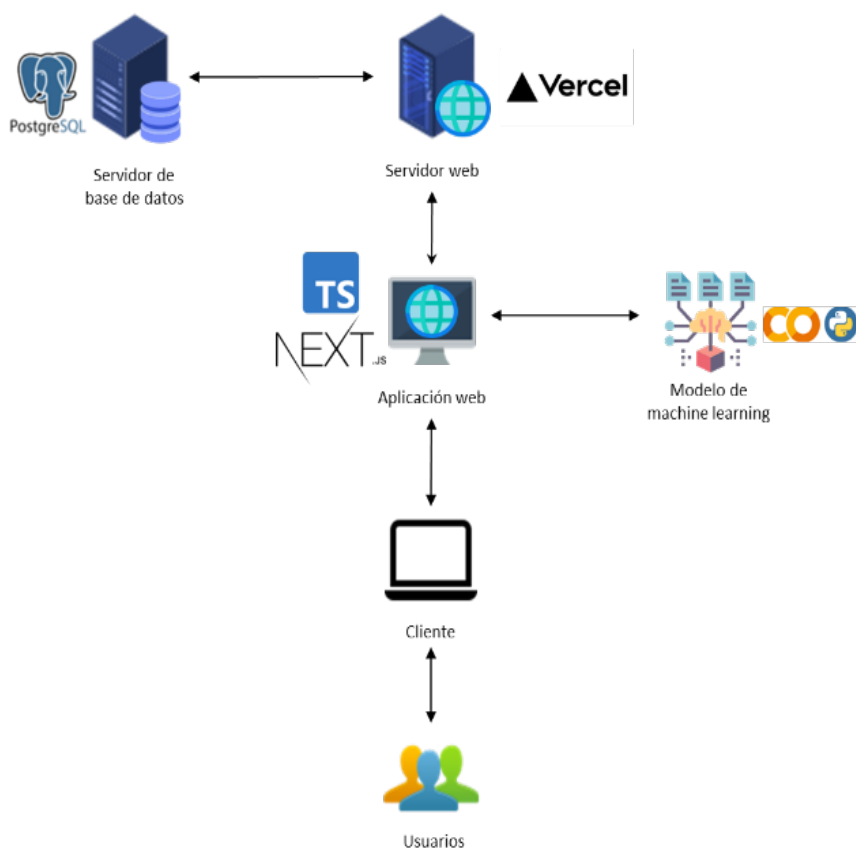 PostgreSQL
Vercel
Servidor de
base de datos
Servidor web
TS
NEXT.JS
CO
Aplicación web
Modelo de
machine learning
Cliente
Usuarios